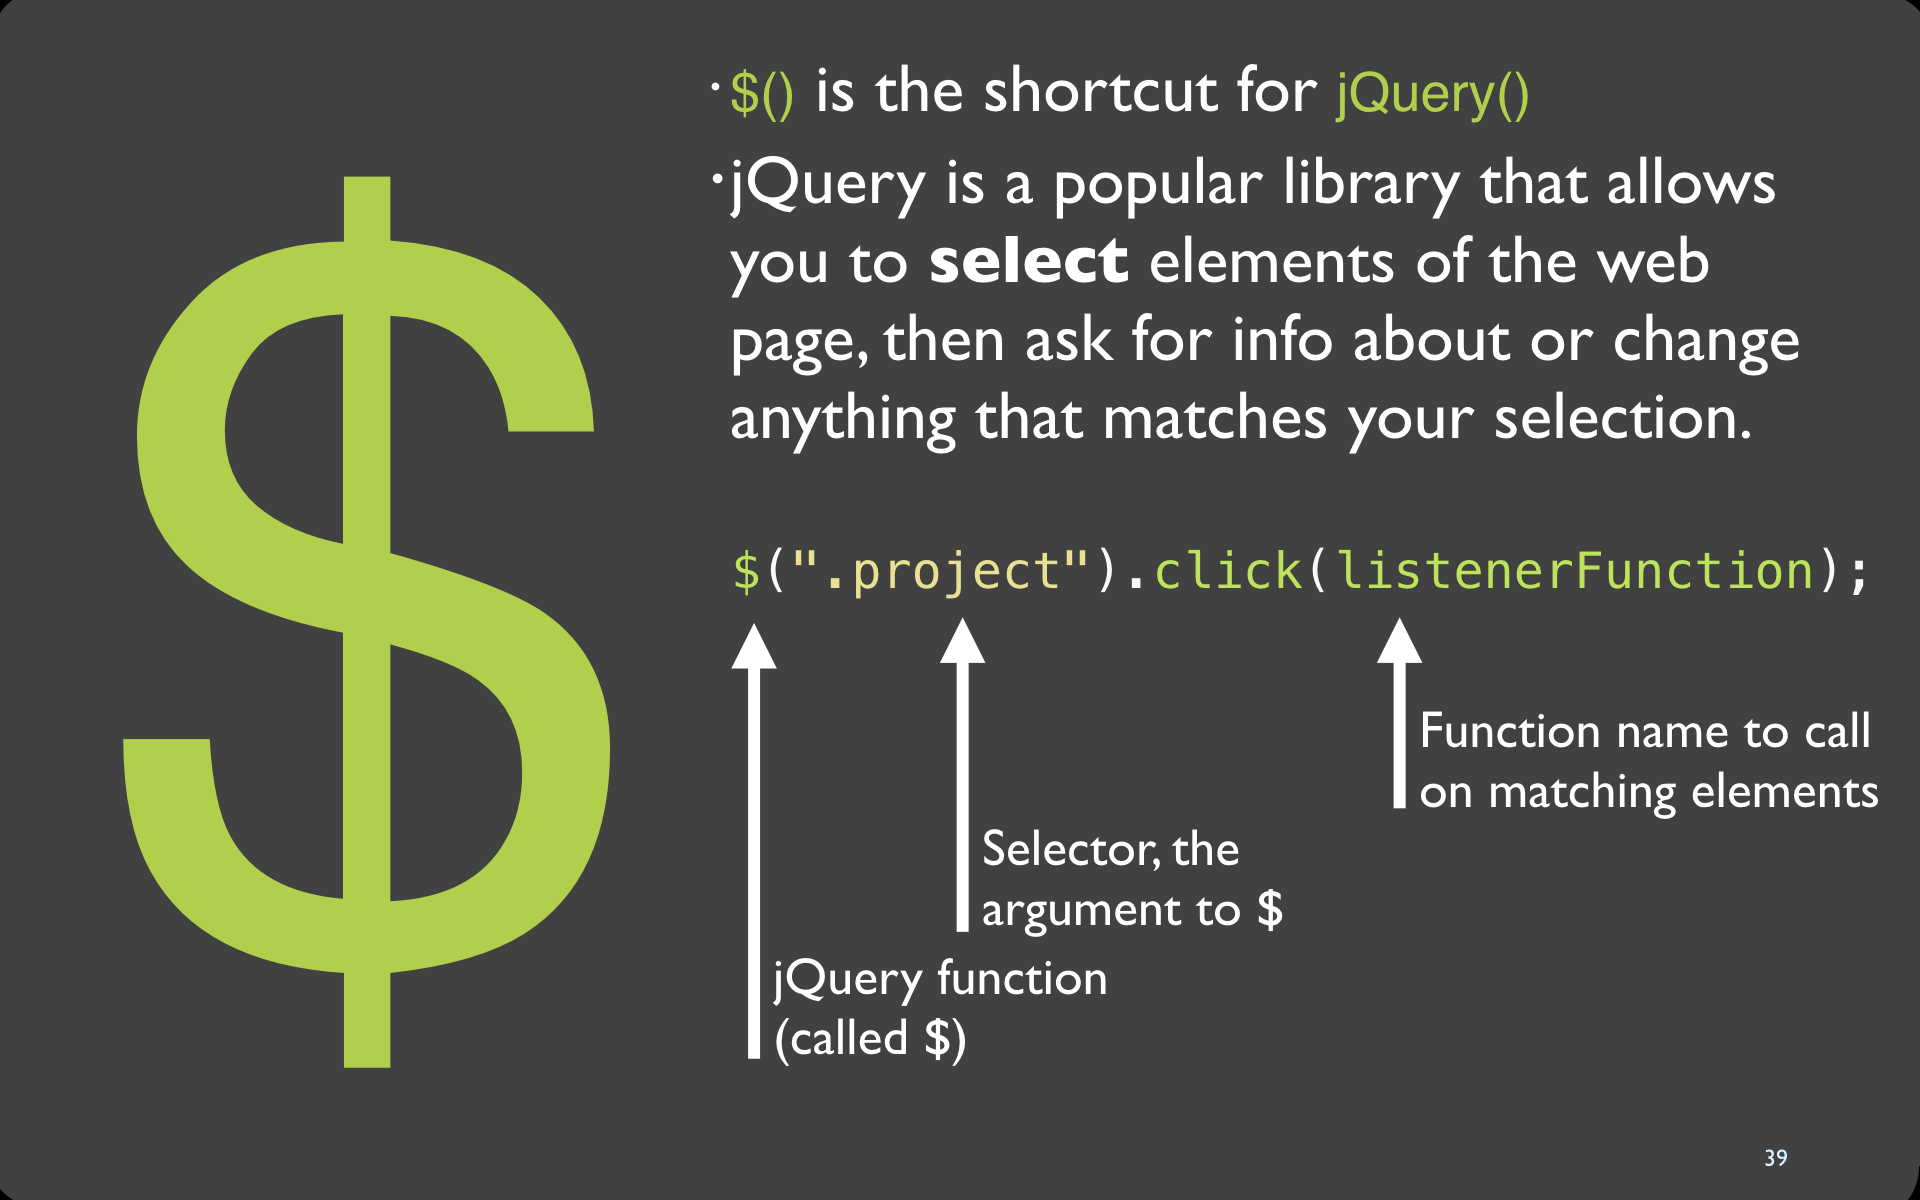 $
• $() is the shortcut for jQuery()
• jQuery is a popular library that allows
you to select elements of the web
page, then ask for info about or change
anything that matches your selection.
$(".project").click(listenerFunction);
Function name to call
on matching elements
Selector, the
argument to $
jQuery function
(called $)
39